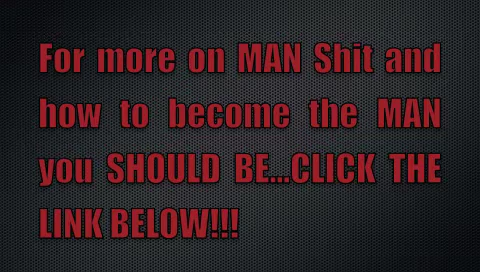 For more on MAN Shit and
how to become the MAN
you SHOULD BE...CLICK THE
LINK BELOW!!!